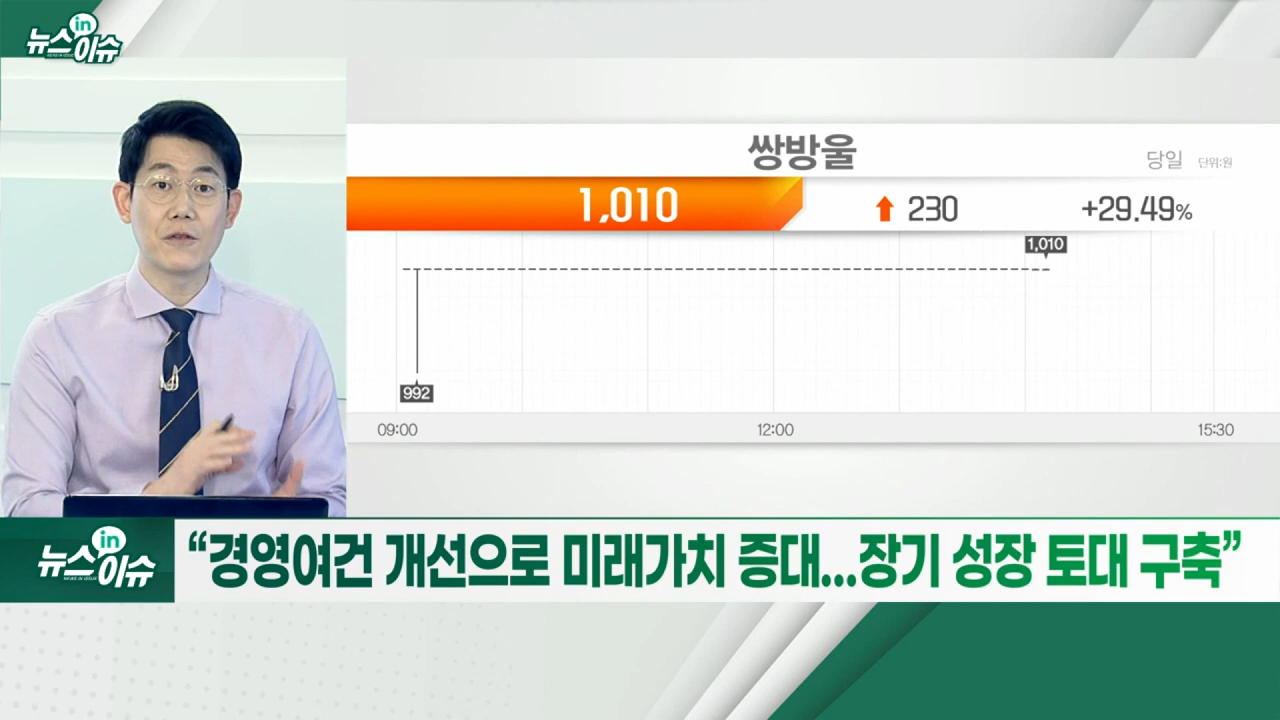 뉴스in이슈
쌍방울
당일 단위:원
1,010 230 +29.49%
1,010
992
09:00 12:00 15:30
뉴스in이슈
“경영여건 개선으로 미래가치 증대...장기 성장 토대 구축”